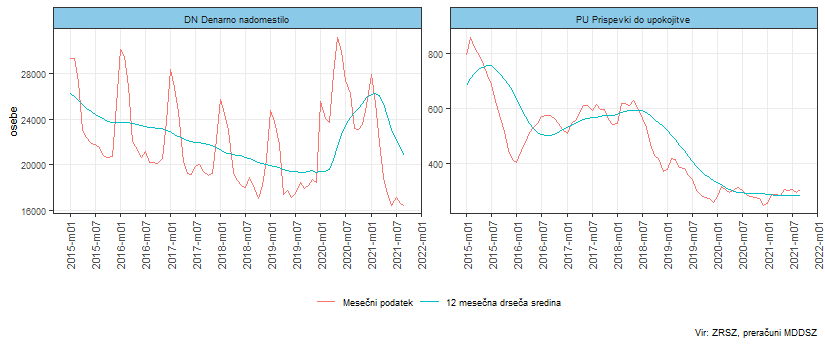 DN Denarno nadomestilo
PU Prispevki do upokojitve
osebe
28000
24000
20000
16000
800
600
400
2015-m01
2015-m07
2016-m01
2016-m07
2017-m01
2017-m07
2018-m01
2018-m07
2019-m01
2019-m07
2020-m01
2020-m07
2021-m01
2021-m07
2022-m01
2015-m01
2015-m07
2016-m01
2016-m07
2017-m01
2017-m07
2018-m01
2018-m07
2019-m01
2019-m07
2020-m01
2020-m07
2021-m01
2021-m07
2022-m01
Mesečni podatek
12 mesečna drseča sredina
Vir: ZRSZ, preračuni MDDSZ